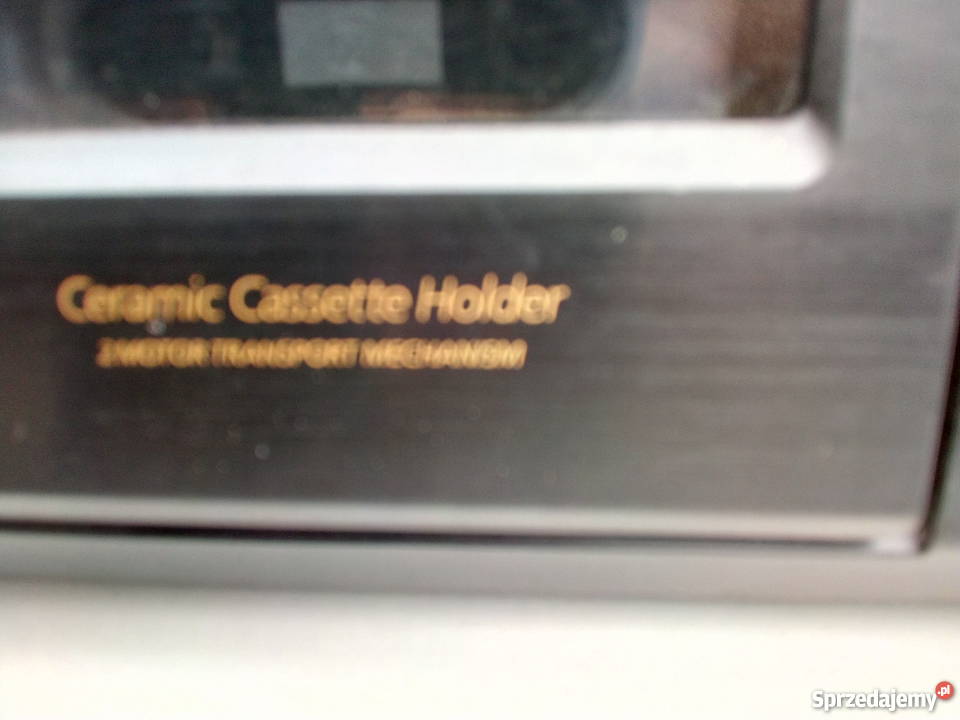 Ceramic Cassette Holder
2 MOTOR TRANSPORT MECHANISM
Sprzedajemy.pl